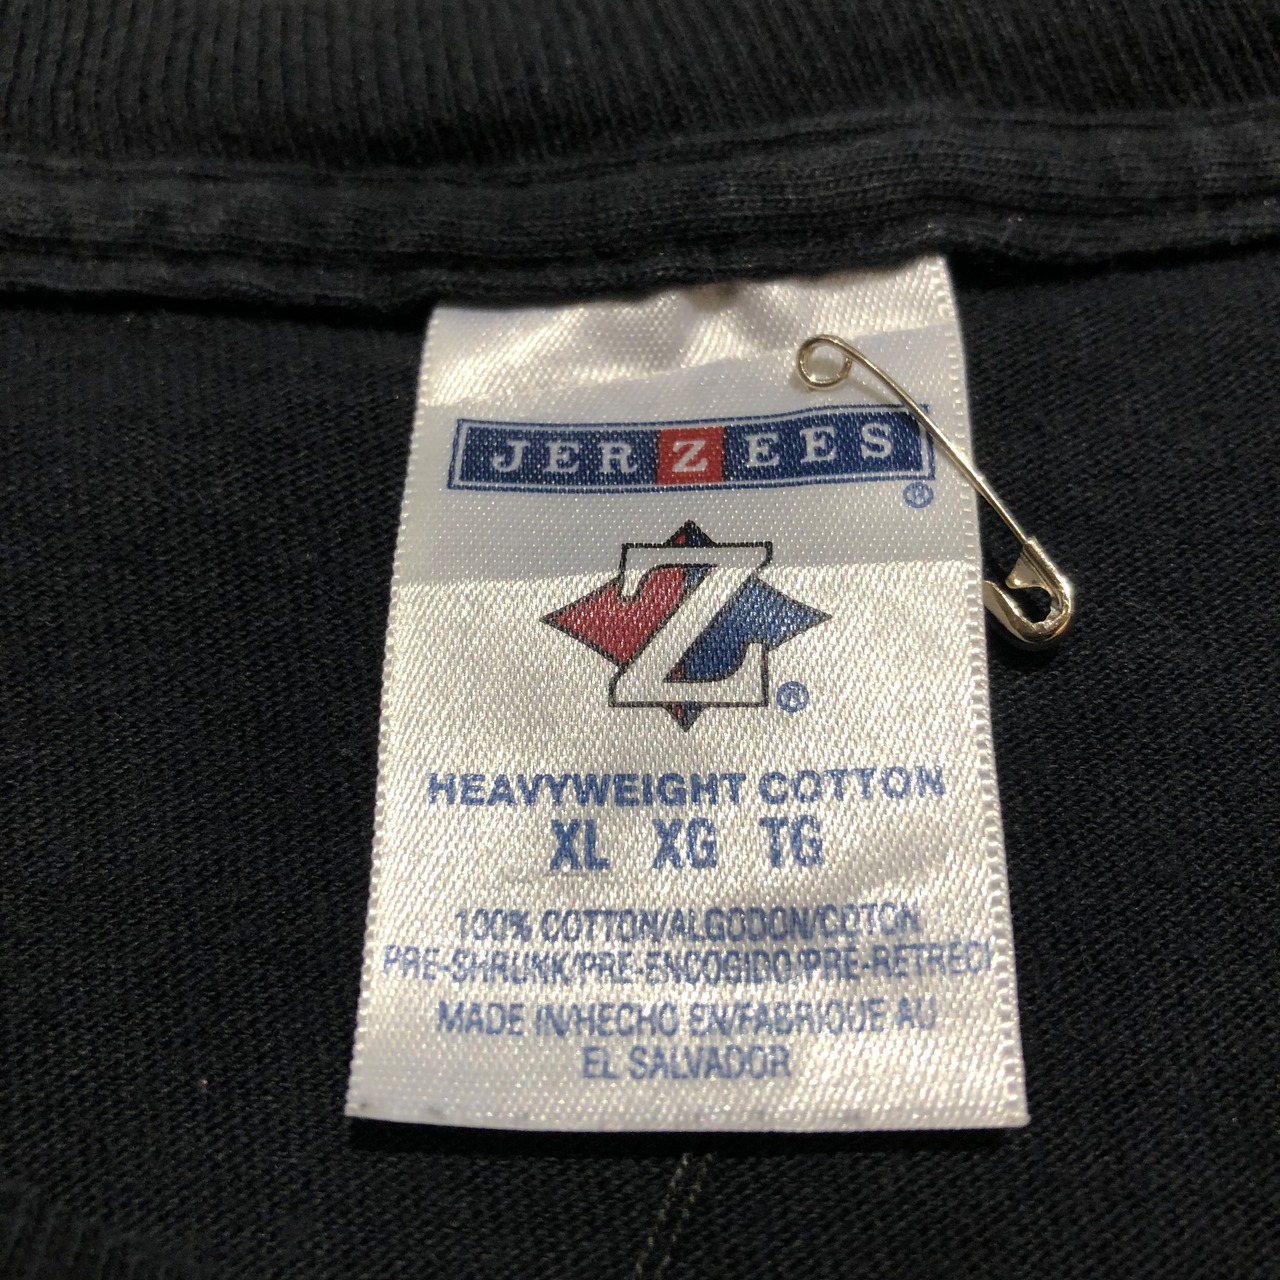 JERZEES
®
Z
®
HEAVYWEIGHT COTTON
XL XG TG
100% COTTON/ALGODON/COTON
PRE-SHRUNK/PRE-ENCOGIDO/PRE-RETRECI
MADE IN/HECHO EN/FABRIQUE AU
EL SALVADOR